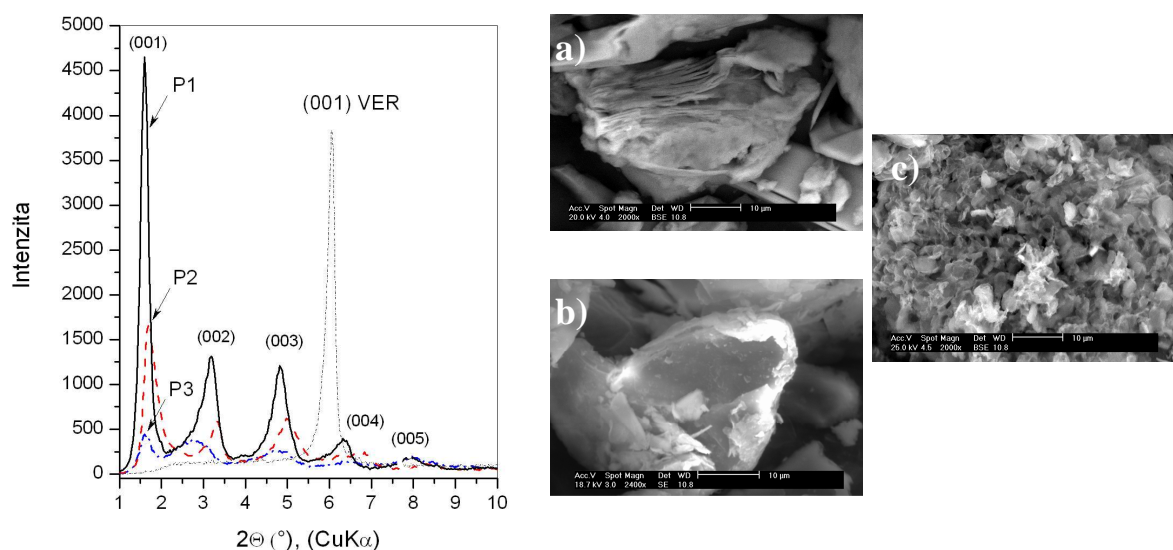 5000
4500
4000
3500
3000
2500
2000
1500
1000
500
0
Intenzita
(001)
P1
(001) VER
P2
P3
(002)
(003)
(004)
(005)
1 2 3 4 5 6 7 8 9 10
2Θ (°), (CuKα)
a)
Acc.V Spot Magn Det WD 10 µm
20.0 kV 4.0 2000x BSE 10.8
b)
Acc.V Spot Magn Det WD 10 µm
18.7 kV 3.0 2400x SE 10.8
c)
Acc.V Spot Magn Det WD 10 µm
25.0 kV 4.5 2000x BSE 10.8